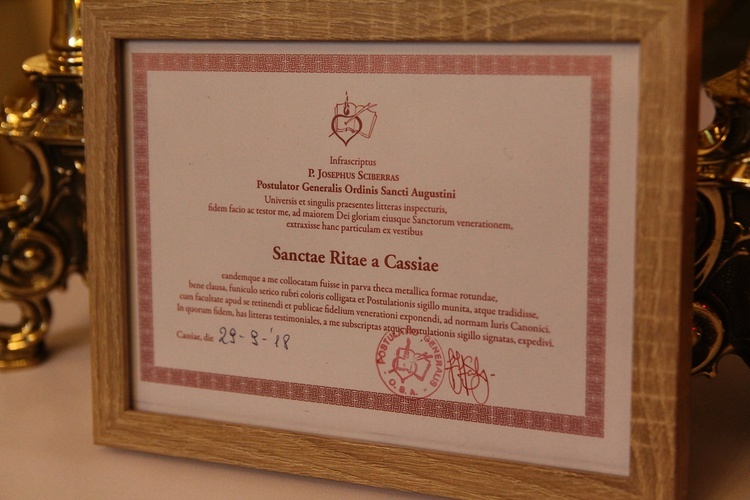 Infrascriptus
P. Josephus Sciberras
Postulator Generalis Ordinis Sancti Augustini
Universis et singulis praesentes litteras inspecturis,
fidem facio ac testor me, ad maiorem Dei gloriam eiusque Sanctorum venerationem,
extraxisse hanc particulam ex vestibus
Sanctae Ritae a Cassiae
eandemque a me collocatam fuisse in parva theca metallica formae rotundae,
bene clausa, funiculo serico rubri coloris colligata et Postulationis sigillo munita, atque tradidisse,
cum facultate apud se retinendi et publicae fidelium venerationi exponendi, ad normam Iuris Canonici.
In quorum fidem, has litteras testimoniales, a me subscriptas atque Postulationis sigillo signatas, expedivi.
Cassiae, die 29-9-'18
POSTULATIO GENERALIS
O.S.A.